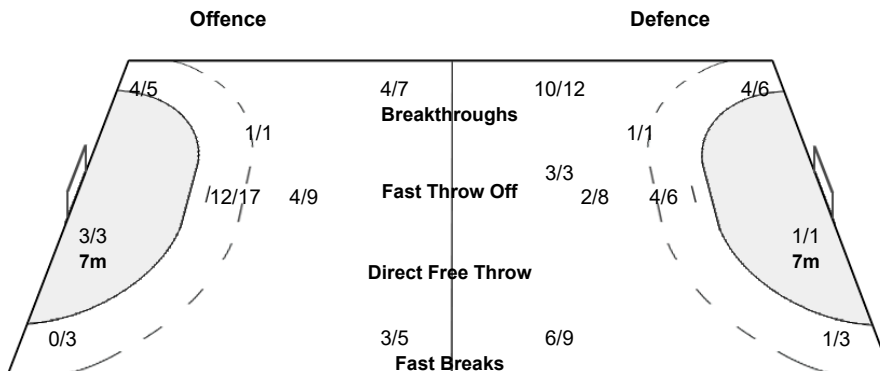 Offence Defence
4/5 4/7 10/12 4/6
Breakthroughs
1/1 1/1
3/3
12/17 4/9 Fast Throw Off 2/8 4/6
3/3 1/1
7m 7m
Direct Free Throw
0/3 3/5 6/9 1/3
Fast Breaks